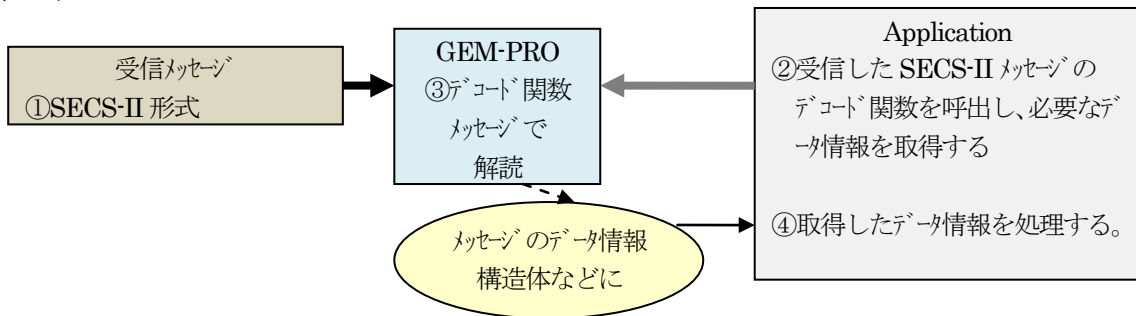 受信ﾒｯｾｰｼﾞ
①SECS-II 形式
GEM-PRO
③ﾃﾞｺｰﾄﾞ関数
ﾒｯｾｰｼﾞで
解読
Application
②受信した SECS-II ﾒｯｾｰｼﾞの
ﾃﾞｺｰﾄﾞ関数を呼出し、必要なﾃﾞ
ｰﾀ情報を取得する
④取得したﾃﾞｰﾀ情報を処理する。
ﾒｯｾｰｼﾞのﾃﾞｰﾀ情報
構造体などに